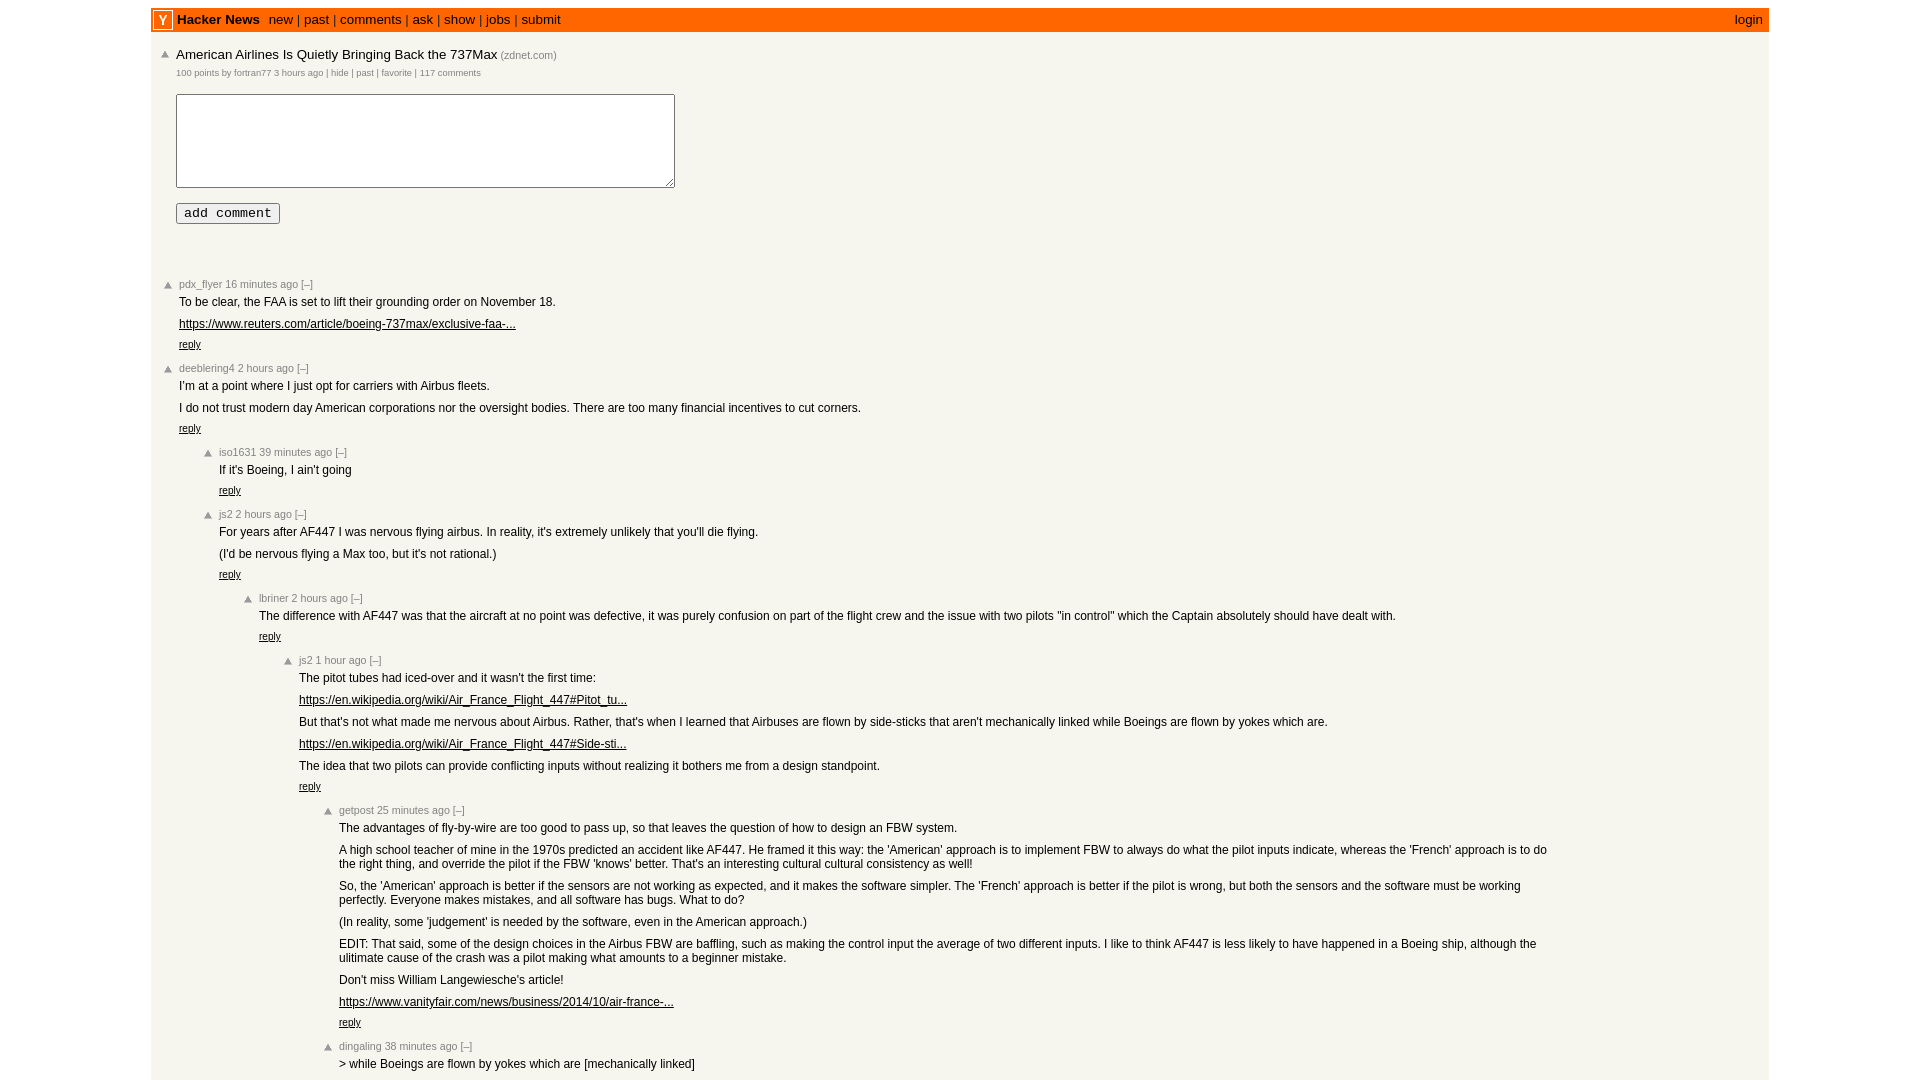 Y Hacker News new | past | comments | ask | show | jobs | submit login
American Airlines Is Quietly Bringing Back the 737Max (zdnet.com)
100 points by fortran77 3 hours ago | hide | past | favorite | 117 comments
add comment
pdx_flyer 16 minutes ago [–]
To be clear, the FAA is set to lift their grounding order on November 18.
https://www.reuters.com/article/boeing-737max/exclusive-faa-...
reply
deeblering4 2 hours ago [–]
I'm at a point where I just opt for carriers with Airbus fleets.
I do not trust modern day American corporations nor the oversight bodies. There are too many financial incentives to cut corners.
reply
iso1631 39 minutes ago [–]
If it's Boeing, I ain't going
reply
js2 2 hours ago [–]
For years after AF447 I was nervous flying airbus. In reality, it's extremely unlikely that you'll die flying.
(I'd be nervous flying a Max too, but it's not rational.)
reply
lbriner 2 hours ago [–]
The difference with AF447 was that the aircraft at no point was defective, it was purely confusion on part of the flight crew and the issue with two pilots "in control" which the Captain absolutely should have dealt with.
reply
js2 1 hour ago [–]
The pitot tubes had iced-over and it wasn't the first time:
https://en.wikipedia.org/wiki/Air_France_Flight_447#Pitot_tu...
But that's not what made me nervous about Airbus. Rather, that's when I learned that Airbuses are flown by side-sticks that aren't mechanically linked while Boeings are flown by yokes which are.
https://en.wikipedia.org/wiki/Air_France_Flight_447#Side-sti...
The idea that two pilots can provide conflicting inputs without realizing it bothers me from a design standpoint.
reply
getpost 25 minutes ago [–]
The advantages of fly-by-wire are too good to pass up, so that leaves the question of how to design an FBW system.
A high school teacher of mine in the 1970s predicted an accident like AF447. He framed it this way: the 'American' approach is to implement FBW to always do what the pilot inputs indicate, whereas the 'French' approach is to do
the right thing, and override the pilot if the FBW 'knows' better. That's an interesting cultural cultural consistency as well!
So, the 'American' approach is better if the sensors are not working as expected, and it makes the software simpler. The 'French' approach is better if the pilot is wrong, but both the sensors and the software must be working
perfectly. Everyone makes mistakes, and all software has bugs. What to do?
(In reality, some 'judgement' is needed by the software, even in the American approach.)
EDIT: That said, some of the design choices in the Airbus FBW are baffling, such as making the control input the average of two different inputs. I like to think AF447 is less likely to have happened in a Boeing ship, although the
ulitimate cause of the crash was a pilot making what amounts to a beginner mistake.
Don't miss William Langewiesche's article!
https://www.vanityfair.com/news/business/2014/10/air-france-...
reply
dingaling 38 minutes ago [–]
> while Boeings are flown by yokes which are [mechanically linked]